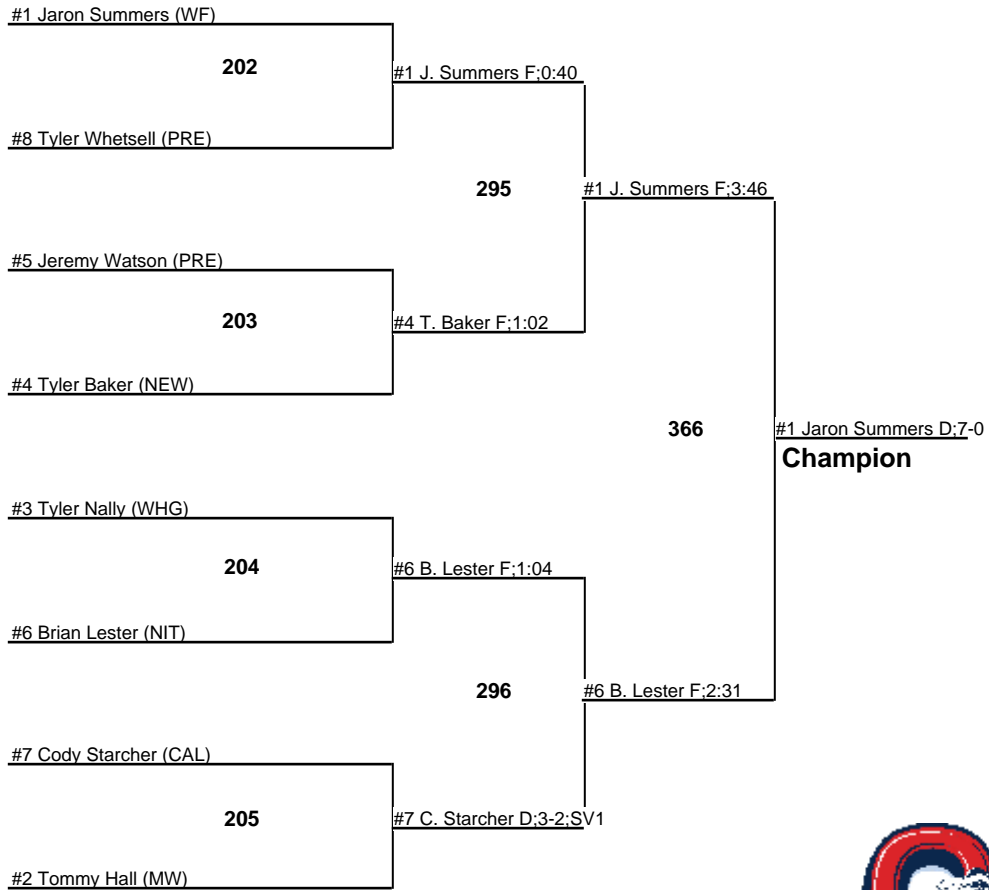 #1 Jaron Summers (WF)
202
#1 J. Summers F;0:40
#8 Tyler Whetsell (PRE)
295
#1 J. Summers F;3:46
#5 Jeremy Watson (PRE)
203
#4 T. Baker F;1:02
#4 Tyler Baker (NEW)
366
#1 Jaron Summers D;7-0
Champion
#3 Tyler Nally (WHG)
204
#6 B. Lester F;1:04
#6 Brian Lester (NIT)
296
#6 B. Lester F;2:31
#7 Cody Starcher (CAL)
205
#7 C. Starcher D;3-2;SV1
#2 Tommy Hall (MW)